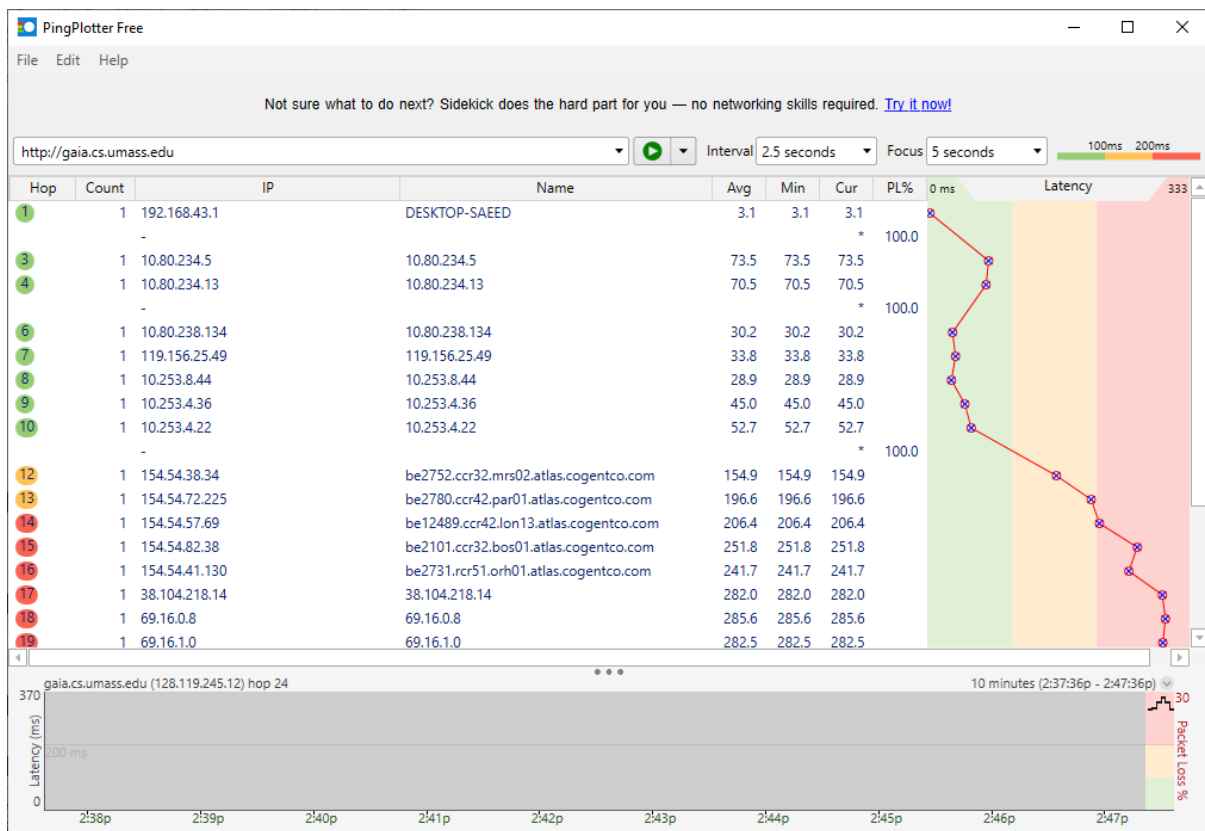 PingPlotter Free
File Edit Help
Not sure what to do next? Sidekick does the hard part for you — no networking skills required. Try it now!
http://gaia.cs.umass.edu Interval 2.5 seconds Focus 5 seconds 100ms 200ms
Hop Count IP Name Avg Min Cur PL% 0 ms Latency 333
1 1 192.168.43.1 DESKTOP-SAEED 3.1 3.1 3.1
- * 100.0
3 1 10.80.234.5 10.80.234.5 73.5 73.5 73.5
4 1 10.80.234.13 10.80.234.13 70.5 70.5 70.5
- * 100.0
6 1 10.80.238.134 10.80.238.134 30.2 30.2 30.2
7 1 119.156.25.49 119.156.25.49 33.8 33.8 33.8
8 1 10.253.8.44 10.253.8.44 28.9 28.9 28.9
9 1 10.253.4.36 10.253.4.36 45.0 45.0 45.0
10 1 10.253.4.22 10.253.4.22 52.7 52.7 52.7
- * 100.0
12 1 154.54.38.34 be2752.ccr32.mrs02.atlas.cogentco.com 154.9 154.9 154.9
13 1 154.54.72.225 be2780.ccr42.par01.atlas.cogentco.com 196.6 196.6 196.6
14 1 154.54.57.69 be12489.ccr42.lon13.atlas.cogentco.com 206.4 206.4 206.4
15 1 154.54.82.38 be2101.ccr32.bos01.atlas.cogentco.com 251.8 251.8 251.8
16 1 154.54.41.130 be2731.rcr51.orh01.atlas.cogentco.com 241.7 241.7 241.7
17 1 38.104.218.14 38.104.218.14 282.0 282.0 282.0
18 1 69.16.0.8 69.16.0.8 285.6 285.6 285.6
19 1 69.16.1.0 69.16.1.0 282.5 282.5 282.5
gaia.cs.umass.edu (128.119.245.12) hop 24 10 minutes (2:37:36p - 2:47:36p)
370 30
Latency (ms)
Packet Loss %
200 ms
0
2:38p 2:39p 2:40p 2:41p 2:42p 2:43p 2:44p 2:45p 2:46p 2:47p